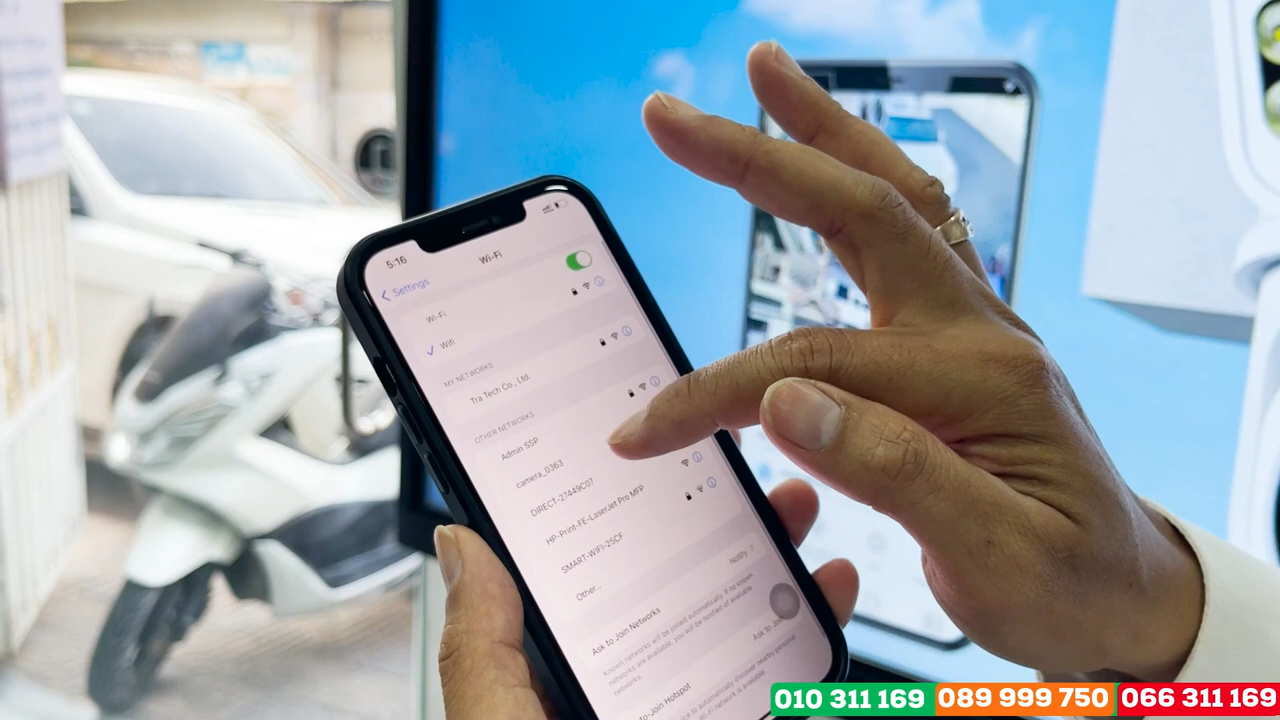 5:16
Settings
Wi-Fi
Wi-Fi
Wifi
MY NETWORKS
Tra Tech Co., Ltd.
OTHER NETWORKS
Admin SSP
camera_0363
DIRECT-27449C07
HP-Print-FE-LaserJet Pro MFP
SMART-WIFI-25CF
Other...
Ask to Join Networks
Notify
Known networks will be joined automatically. If no known
networks are available, you will be notified of available
networks.
to-Join Hotspot
Ask to
010 311 169
089 999 750
066 311 169